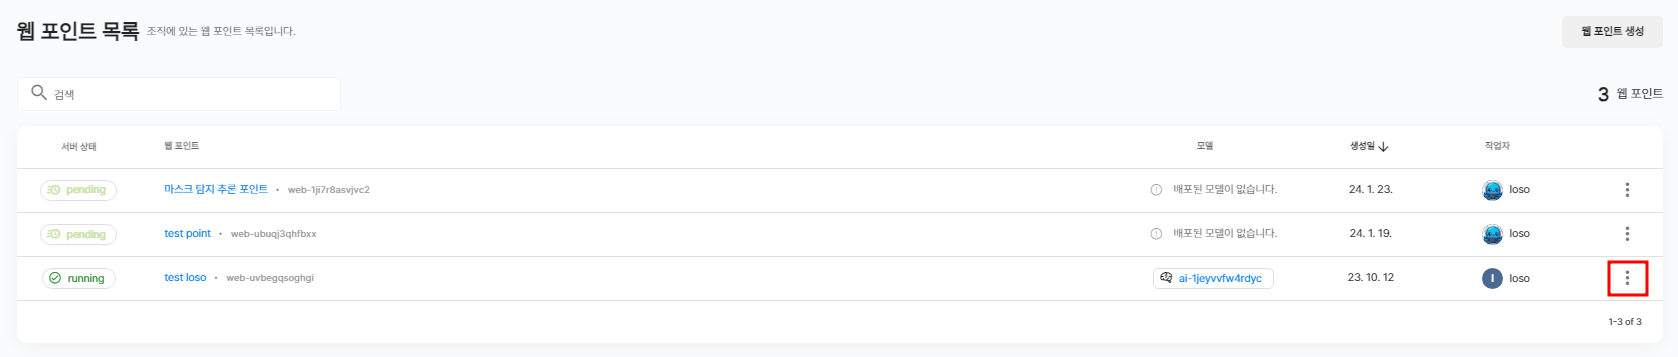 웹 포인트 목록 조직에 있는 웹 포인트 목록입니다. 웹 포인트 생성
검색 3 웹 포인트
서버 상태 웹 포인트 모델 생성일 작업자
pending 마스크 탐지 추론 포인트 • web-1ji7r8asvjvc2 배포된 모델이 없습니다. 24. 1. 23. loso
pending test point • web-ubuqj3qhfbxx 배포된 모델이 없습니다. 24. 1. 19. loso
running test loso • web-uvbegqsoghgi ai-1jeyvvfw4rdyc 23. 10. 12 l loso
1-3 of 3